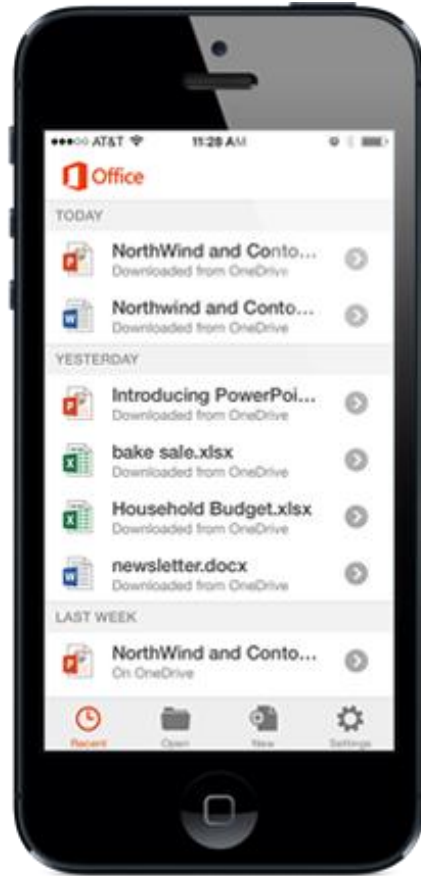 AT&T
11:28 AM
Office
TODAY
NorthWind and Conto...
Downloaded from OneDrive
Northwind and Conto...
Downloaded from OneDrive
YESTERDAY
Introducing PowerPoi...
Downloaded from OneDrive
bake sale.xlsx
Downloaded from OneDrive
Household Budget.xlsx
Downloaded from OneDrive
newsletter.docx
Downloaded from OneDrive
LAST WEEK
NorthWind and Conto...
On OneDrive
Recent
Open
New
Settings